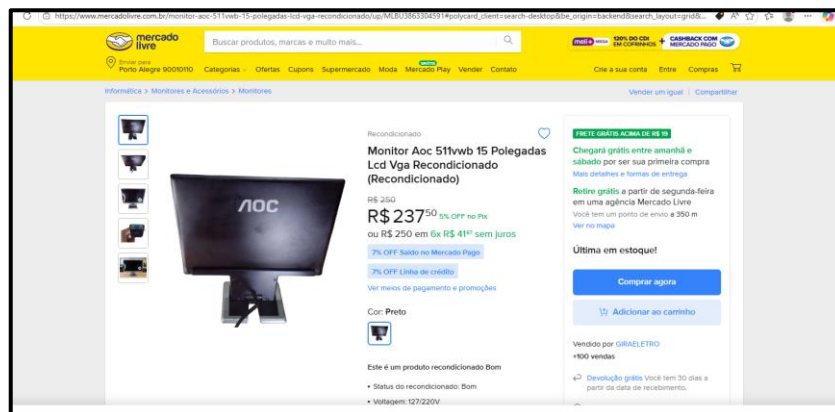 https://www.mercadolivre.com.br/monitor-aoc-511vwb-15-polegadas-lcd-vga-recondicionado/up/MLBU3863304591#polycard_client=search-desktop&be_origin=backend&search_layout=grid&...
mercado
livre
Buscar produtos, marcas e muito mais...
meli+ MEGA 120% DO CDI EM COFRINHOS + CASHBACK COM MERCADO PAGO
Enviar para
Porto Alegre 90010110
Categorias Ofertas Cupons Supermercado Moda Mercado Play Vender Contato
GRÁTIS
Crie a sua conta Entre Compras
Informática > Monitores e Acessórios > Monitores
Vender um igual | Compartilhar
AOC
Recondicionado
Monitor Aoc 511vwb 15 Polegadas
Lcd Vga Recondicionado
(Recondicionado)
R$ 250
R$ 237 50 5% OFF no Pix
ou R$ 250 em 6x R$ 41 67 sem juros
7% OFF Saldo no Mercado Pago
7% OFF Linha de crédito
Ver meios de pagamento e promoções
Cor: Preto
Este é um produto recondicionado Bom
• Status do recondicionado: Bom
• Voltagem: 127/220V
FRETE GRÁTIS ACIMA DE R$ 19
Chegará grátis entre amanhã e
sábado por ser sua primeira compra
Mais detalhes e formas de entrega
Retire grátis a partir de segunda-feira
em uma agência Mercado Livre
Você tem um ponto de envio a 350 m
Ver no mapa
Última em estoque!
Comprar agora
Adicionar ao carrinho
Vendido por GIRAELETRO
+100 vendas
Devolução grátis Você tem 30 dias a
partir da data de recebimento.